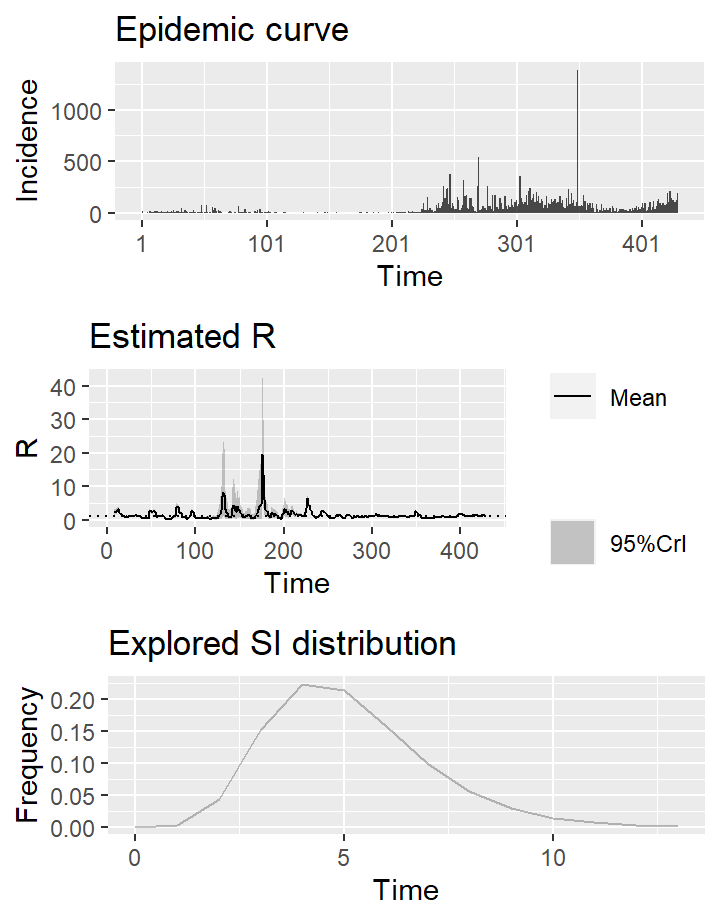 Epidemic curve
Incidence
1000
500
0
1 101 201 301 401
Time
Estimated R
R
40
30
20
10
0
0 100 200 300 400
Time
Mean
95%CrI
Explored SI distribution
Frequency
0.20
0.15
0.10
0.05
0.00
0 5 10
Time